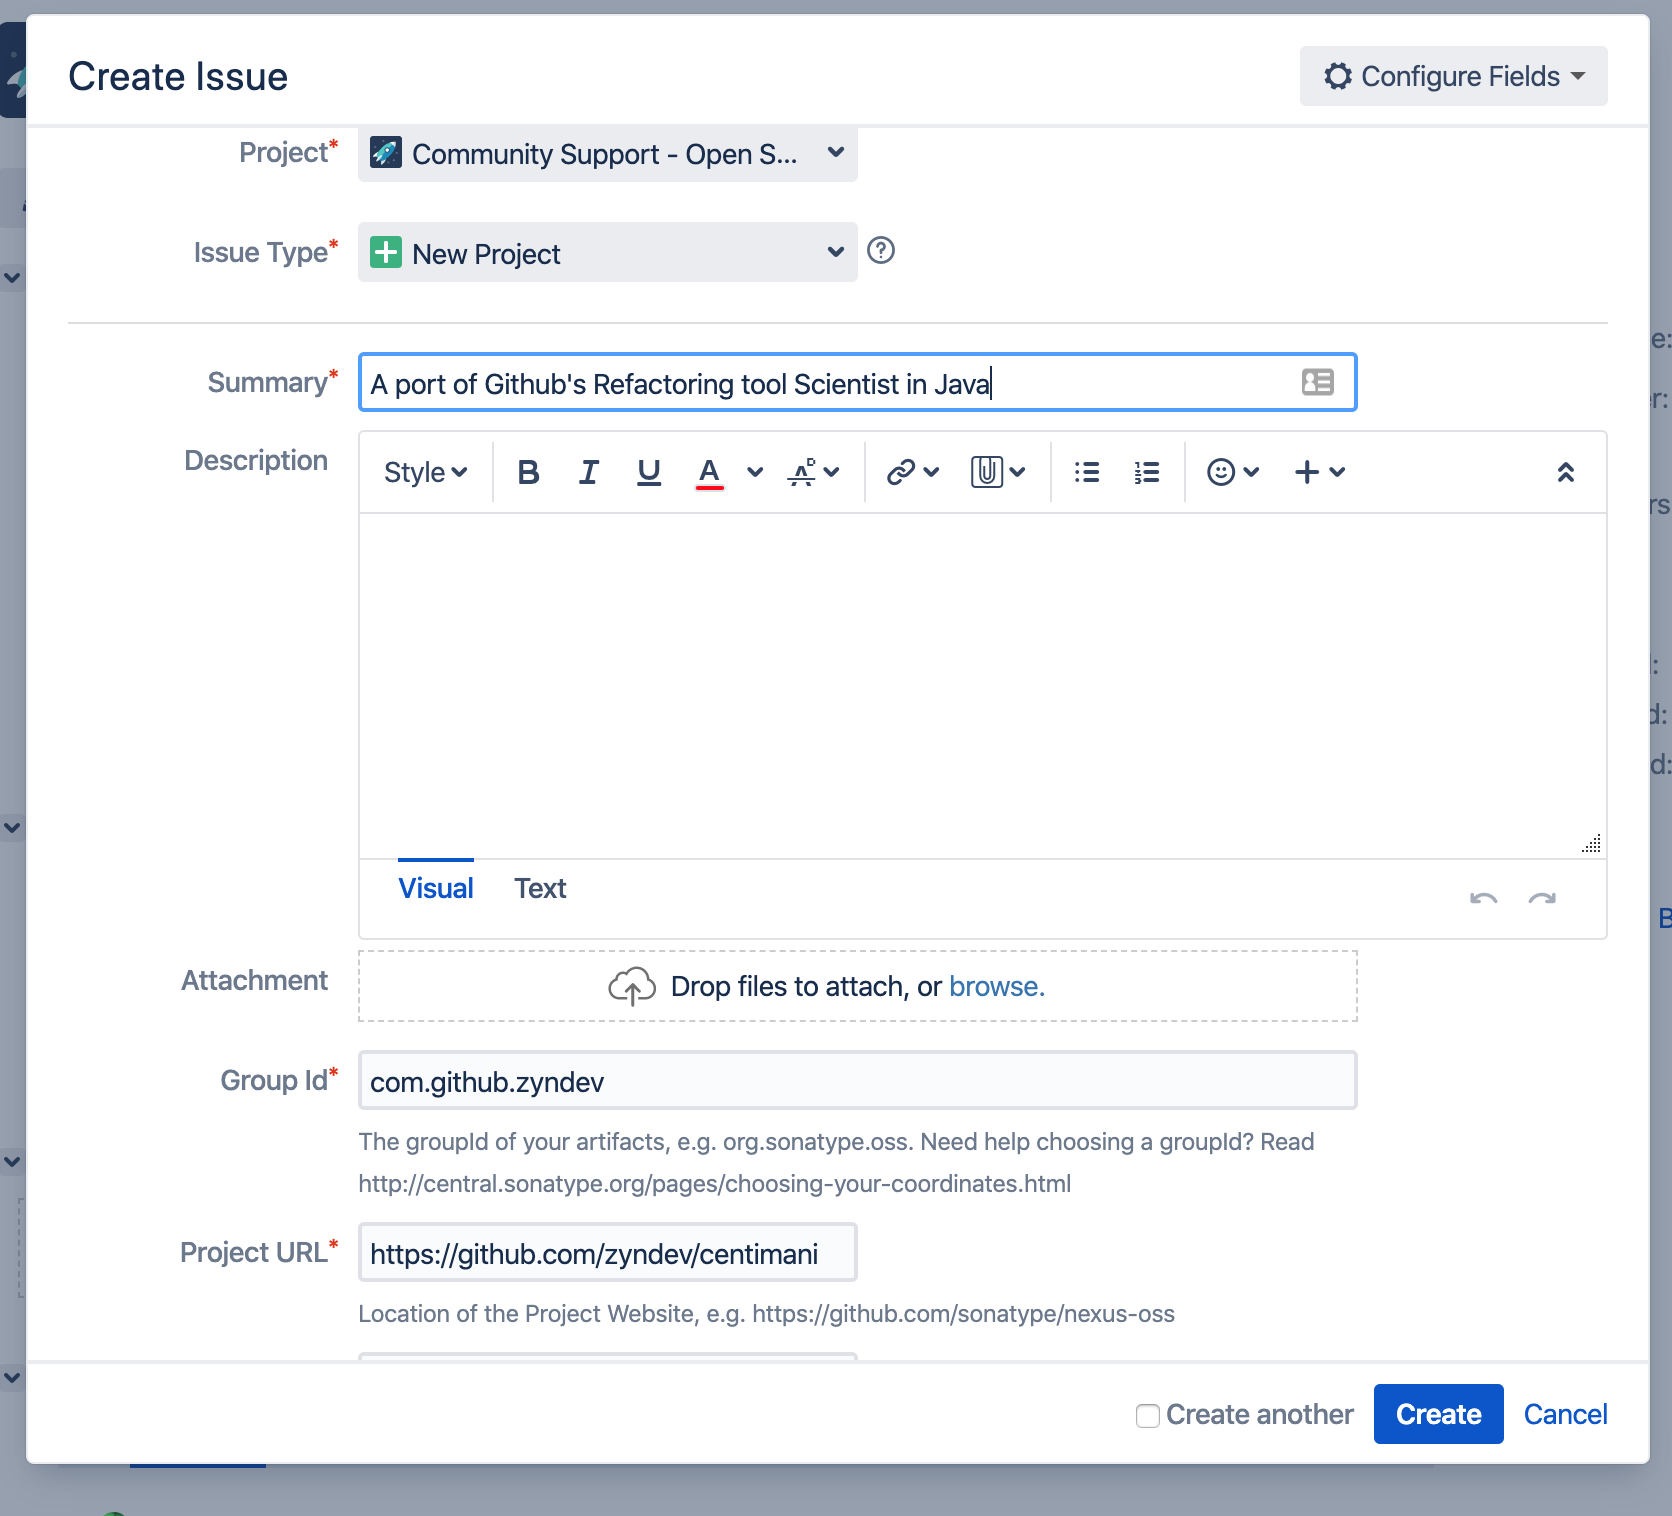 Create Issue
Configure Fields
Project*
Community Support - Open S...
Issue Type*
New Project
Summary*
A port of Github's Refactoring tool Scientist in Java
Description
Style B I U A
Visual Text
Attachment
Drop files to attach, or browse.
Group Id*
com.github.zyndev
The groupId of your artifacts, e.g. org.sonatype.oss. Need help choosing a groupId? Read
http://central.sonatype.org/pages/choosing-your-coordinates.html
Project URL*
https://github.com/zyndev/centimani
Location of the Project Website, e.g. https://github.com/sonatype/nexus-oss
Create another
Create
Cancel